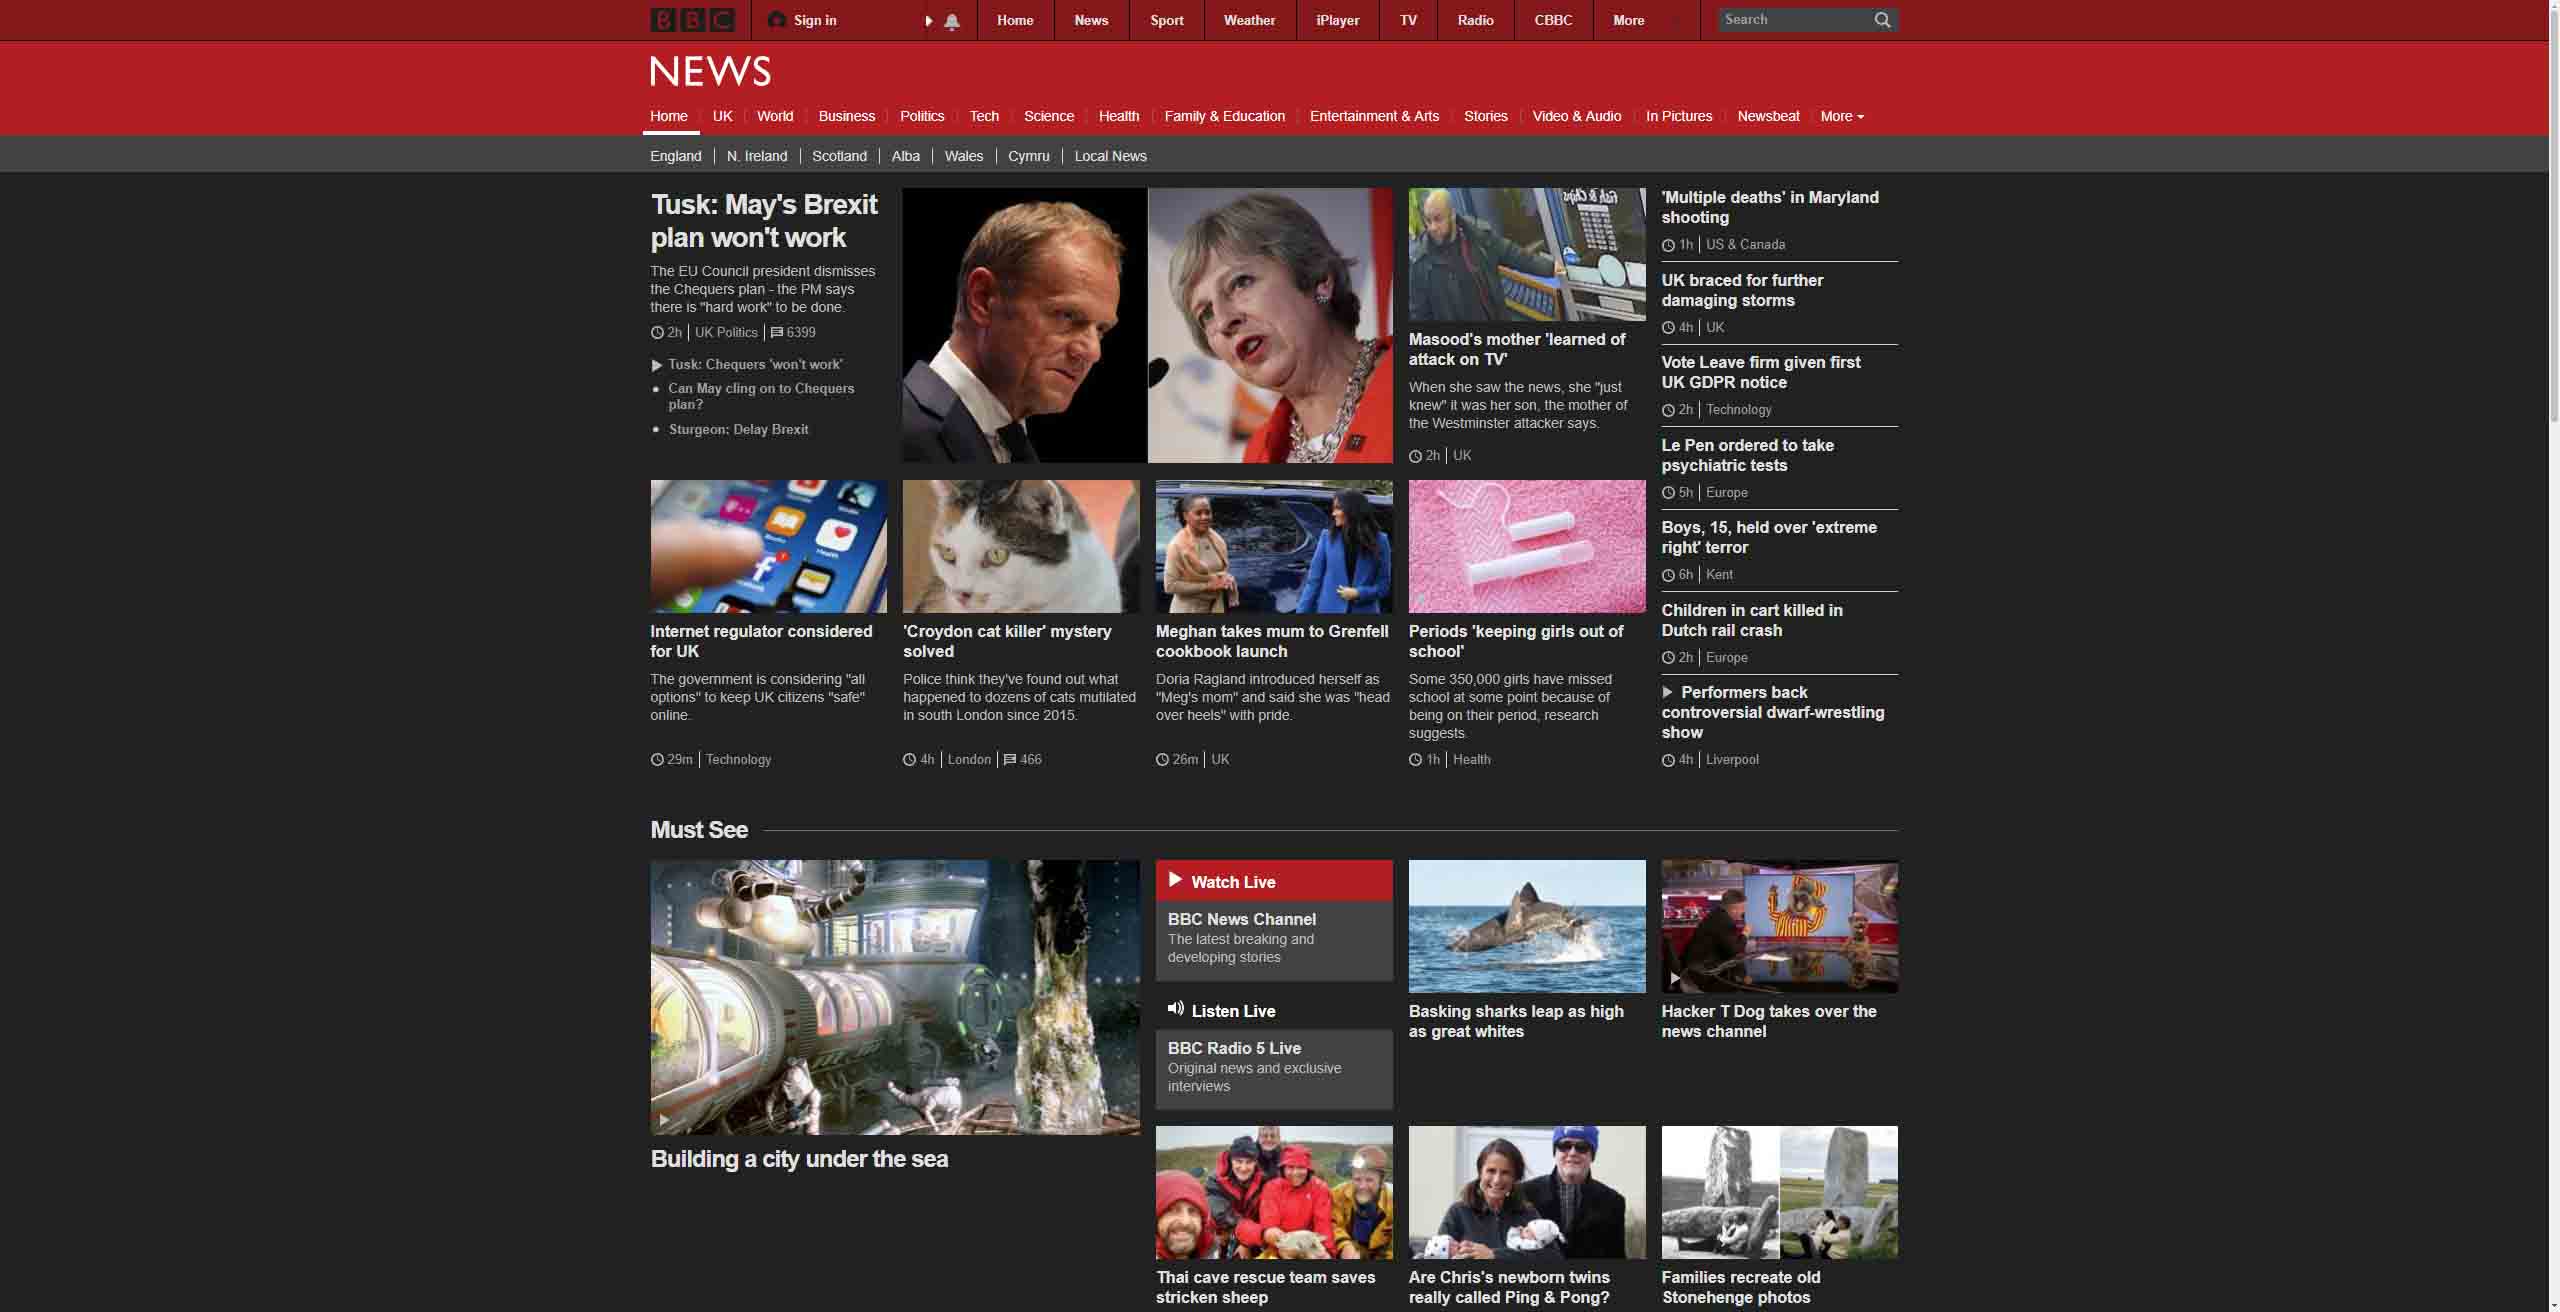 BBC
Sign in
Home
News
Sport
Weather
iPlayer
TV
Radio
CBBC
More
Search
NEWS
Home
UK
World
Business
Politics
Tech
Science
Health
Family & Education
Entertainment & Arts
Stories
Video & Audio
In Pictures
Newsbeat
More
England
N. Ireland
Scotland
Alba
Wales
Cymru
Local News
Tusk: May's Brexit
plan won't work
The EU Council president dismisses
the Chequers plan - the PM says
there is "hard work" to be done.
2h UK Politics 6399
Tusk: Chequers 'won't work'
Can May cling on to Chequers
plan?
Sturgeon: Delay Brexit
Fish & Chips
Masood's mother 'learned of
attack on TV'
When she saw the news, she "just
knew" it was her son, the mother of
the Westminster attacker says.
2h UK
'Multiple deaths' in Maryland
shooting
1h US & Canada
UK braced for further
damaging storms
4h UK
Vote Leave firm given first
UK GDPR notice
2h Technology
Le Pen ordered to take
psychiatric tests
5h Europe
Boys, 15, held over 'extreme
right' terror
6h Kent
Children in cart killed in
Dutch rail crash
2h Europe
Performers back
controversial dwarf-wrestling
show
4h Liverpool
Health
Internet regulator considered
for UK
The government is considering "all
options" to keep UK citizens "safe"
online.
29m Technology
'Croydon cat killer' mystery
solved
Police think they've found out what
happened to dozens of cats mutilated
in south London since 2015.
4h London 466
Meghan takes mum to Grenfell
cookbook launch
Doria Ragland introduced herself as
"Meg's mom" and said she was "head
over heels" with pride.
26m UK
Periods 'keeping girls out of
school'
Some 350,000 girls have missed
school at some point because of
being on their period, research
suggests.
1h Health
Must See
Building a city under the sea
Watch Live
BBC News Channel
The latest breaking and
developing stories
Listen Live
BBC Radio 5 Live
Original news and exclusive
interviews
Basking sharks leap as high
as great whites
Hacker T Dog takes over the
news channel
Thai cave rescue team saves
stricken sheep
Are Chris's newborn twins
really called Ping & Pong?
Families recreate old
Stonehenge photos